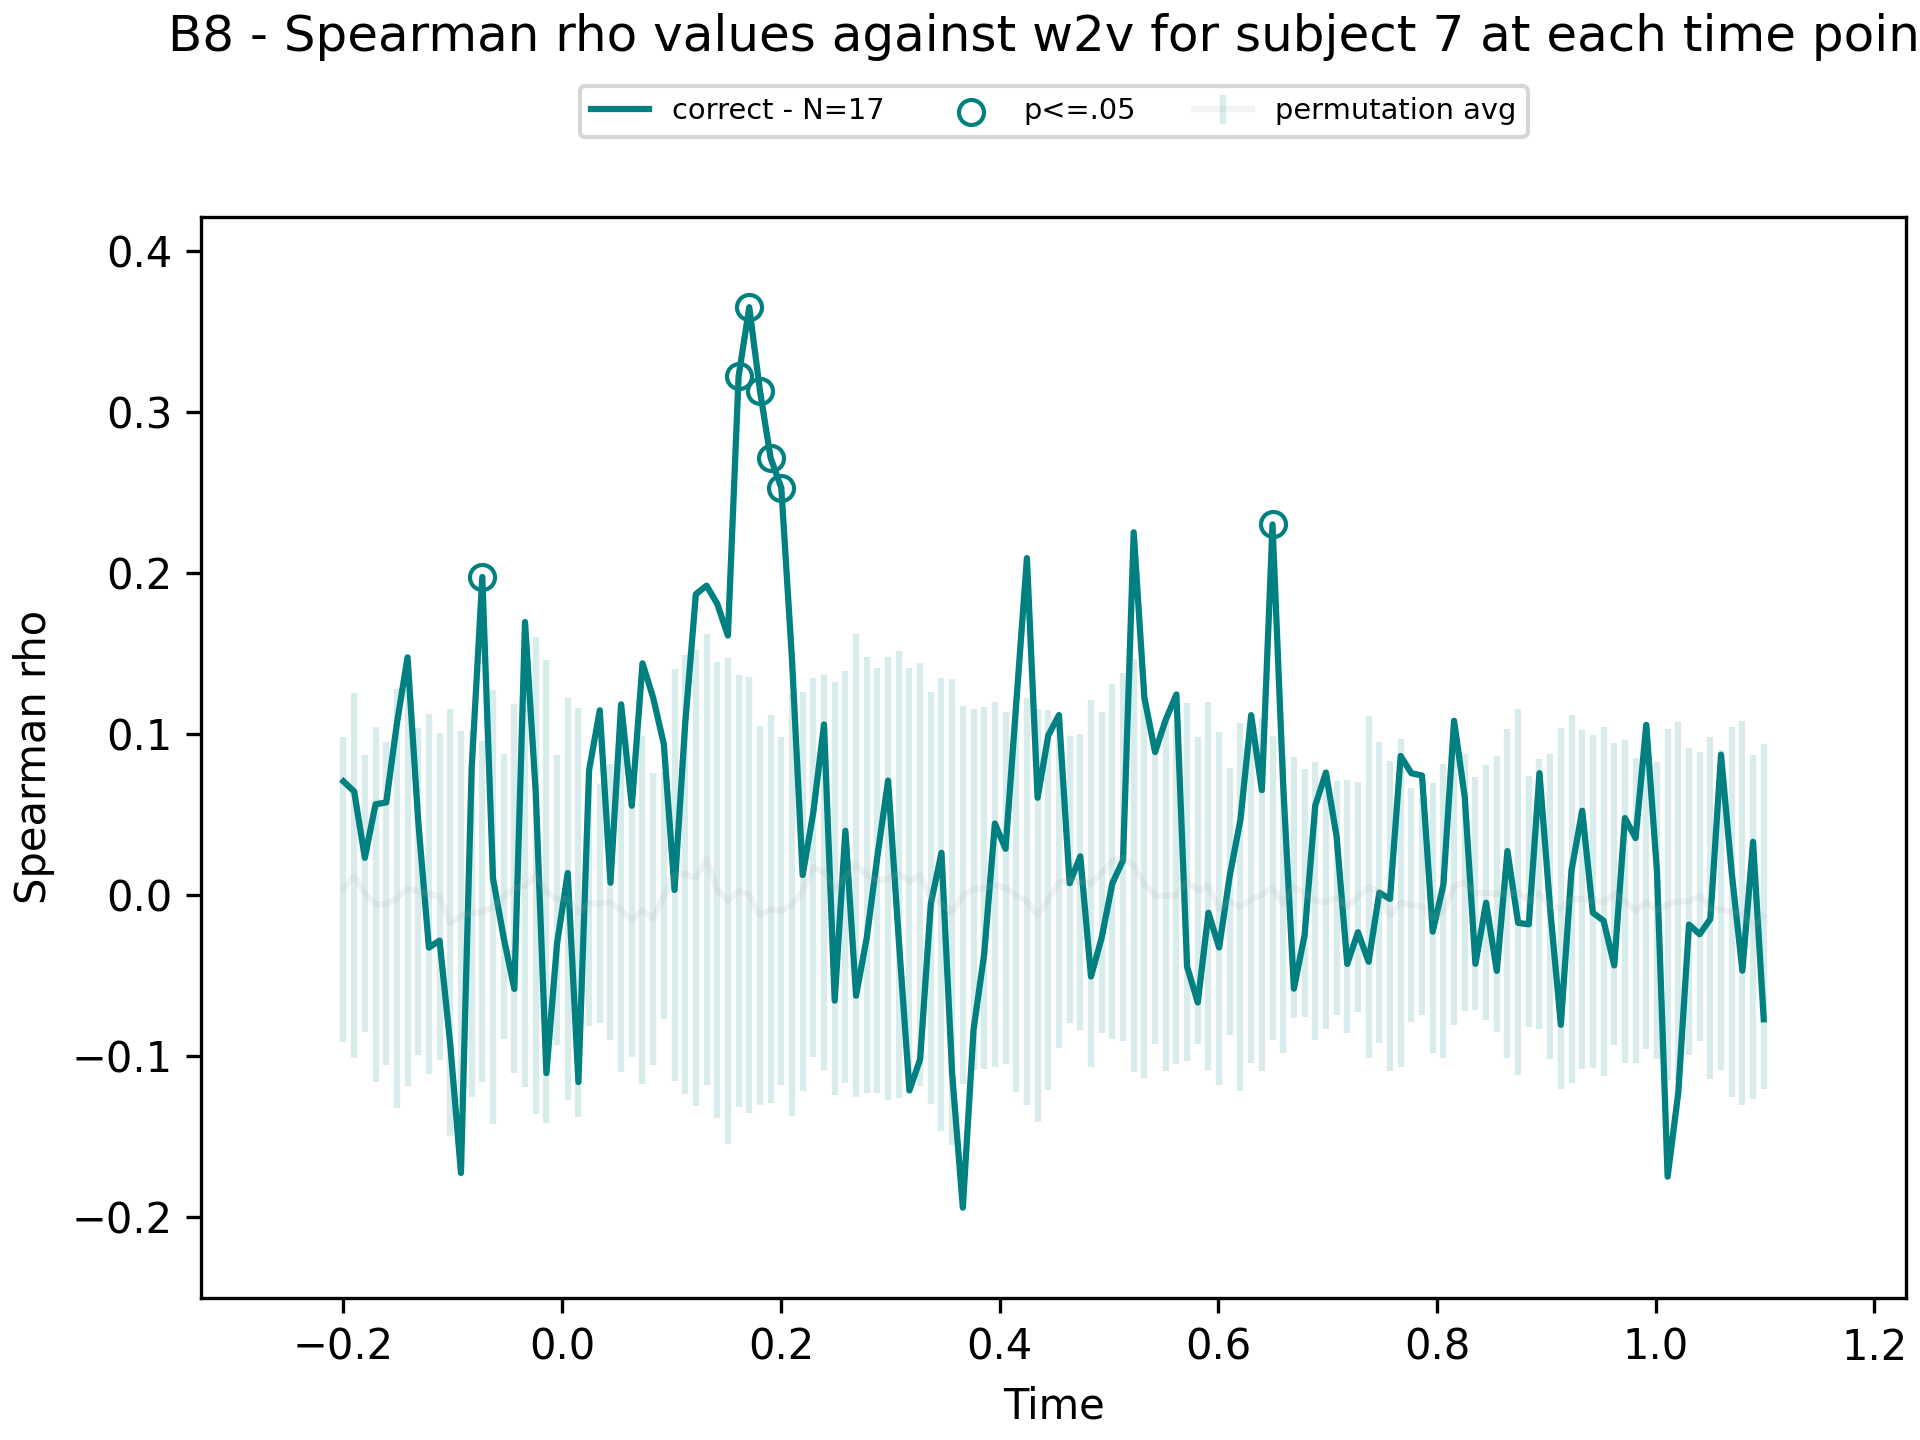 B8 - Spearman rho values against w2v for subject 7 at each time poin
correct - N=17 p<=.05 permutation avg
0.4
0.3
0.2
0.1
0.0
−0.1
−0.2
Spearman rho
−0.2 0.0 0.2 0.4 0.6 0.8 1.0 1.2
Time